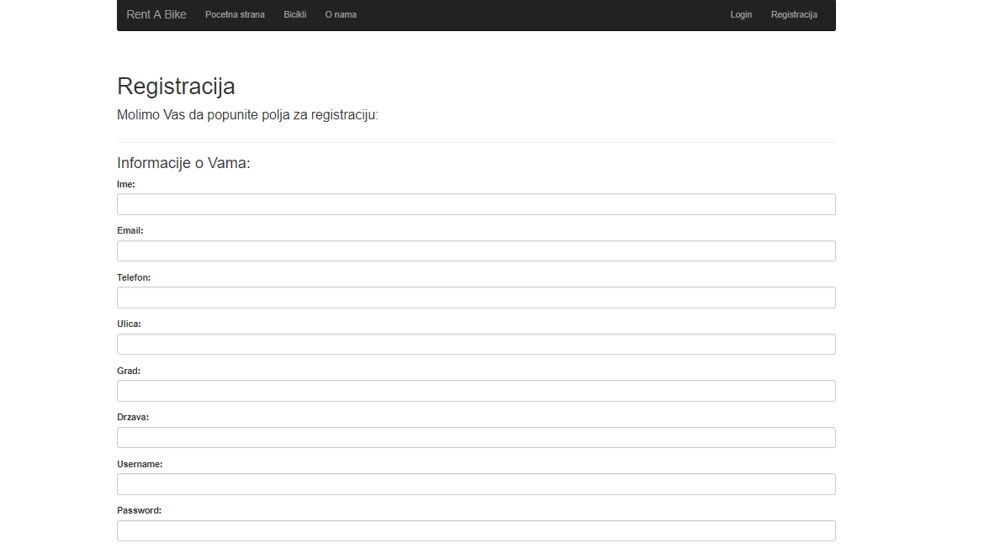 Rent A Bike Pocetna strana Bicikli O nama Login Registracija
Registracija
Molimo Vas da popunite polja za registraciju:
Informacije o Vama:
Ime:
Email:
Telefon:
Ulica:
Grad:
Drzava:
Username:
Password: